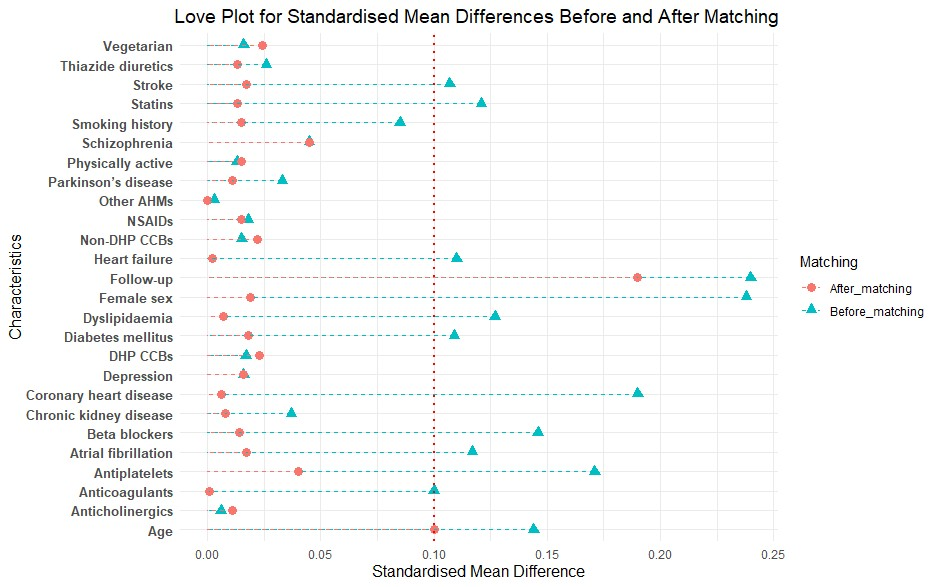 Love Plot for Standardised Mean Differences Before and After Matching
Characteristics
Vegetarian
Thiazide diuretics
Stroke
Statins
Smoking history
Schizophrenia
Physically active
Parkinson's disease
Other AHMs
NSAIDs
Non-DHP CCBs
Heart failure
Follow-up
Female sex
Dyslipidaemia
Diabetes mellitus
DHP CCBs
Depression
Coronary heart disease
Chronic kidney disease
Beta blockers
Atrial fibrillation
Antiplatelets
Anticoagulants
Anticholinergics
Age
0.00 0.05 0.10 0.15 0.20 0.25
Standardised Mean Difference
Matching
After_matching
Before_matching